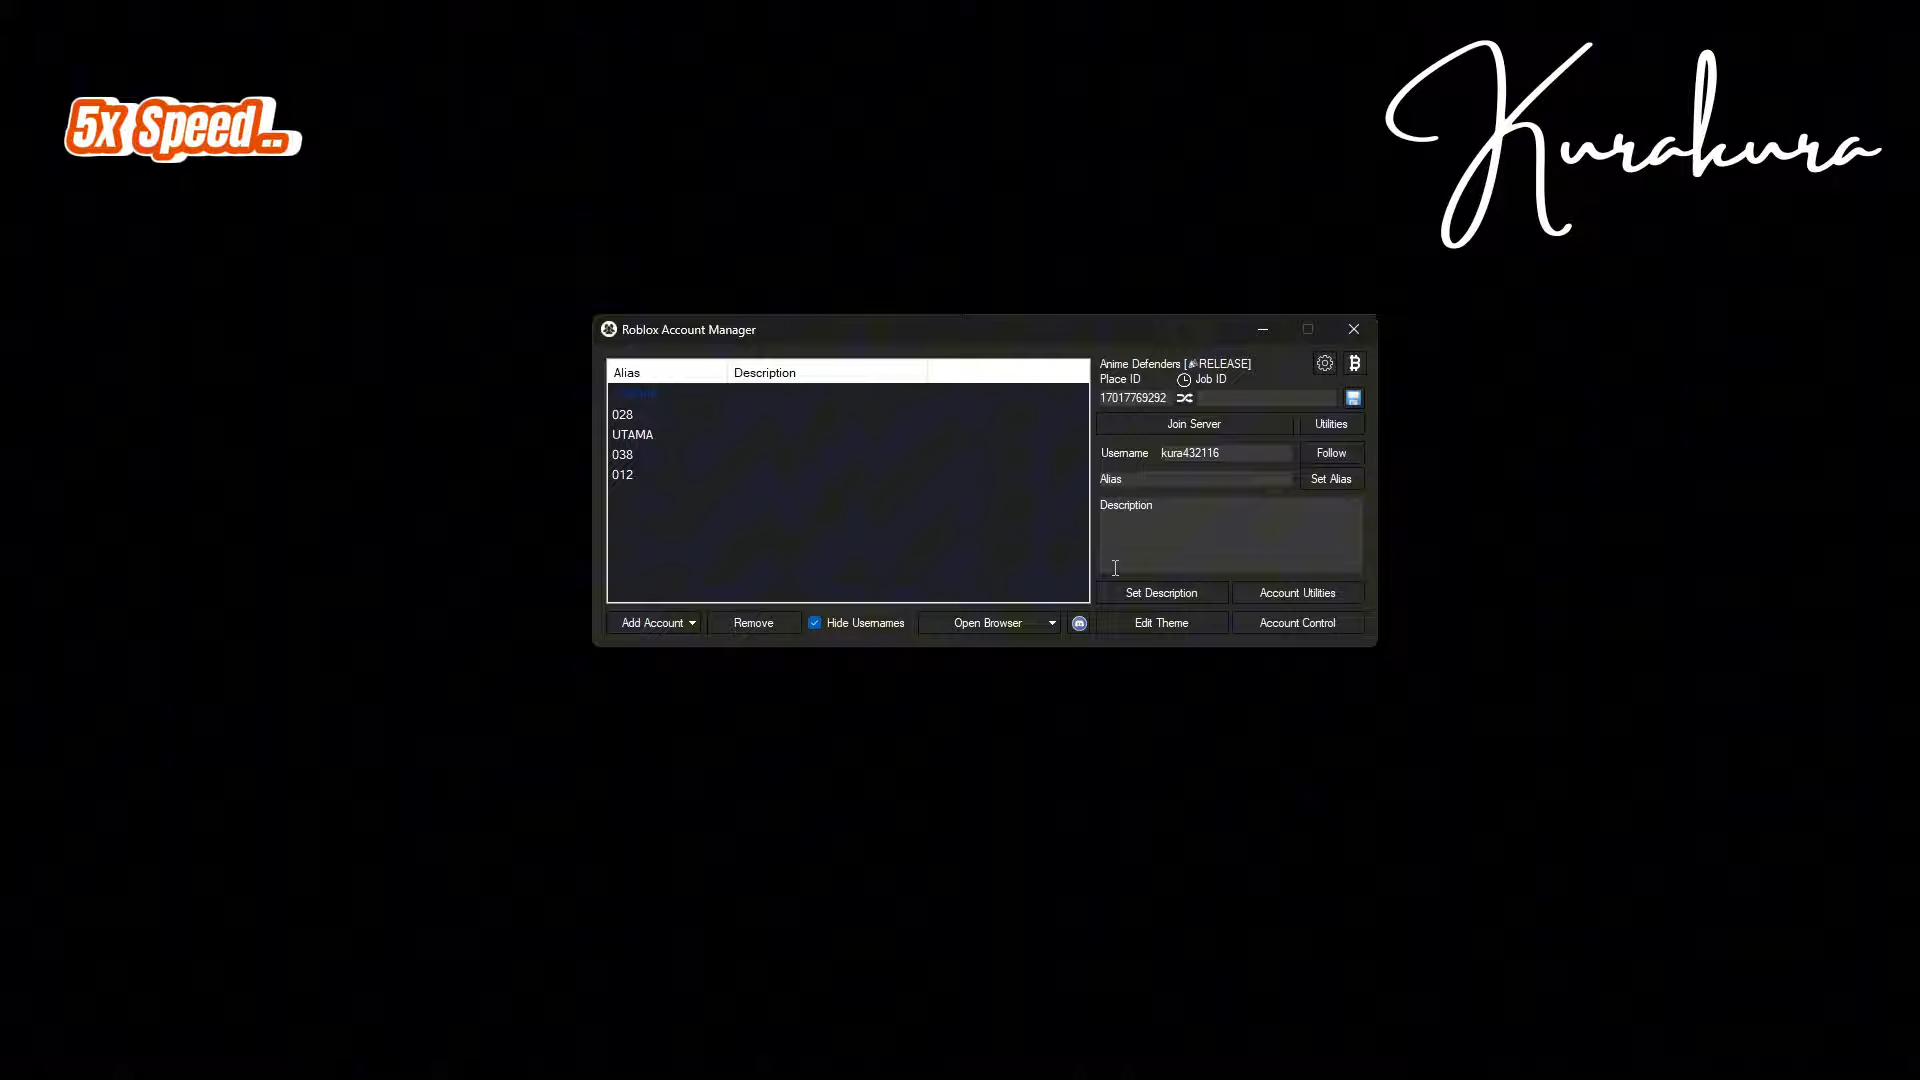 5x Speed..
Kurakura
Roblox Account Manager
Alias Description
028
UTAMA
038
012
Anime Defenders [🎉RELEASE]
Place ID Job ID
17017769292
Join Server Utilities
Username kura432116 Follow
Alias Set Alias
Description
Set Description Account Utilities
Add Account Remove Hide Usernames Open Browser Edit Theme Account Control